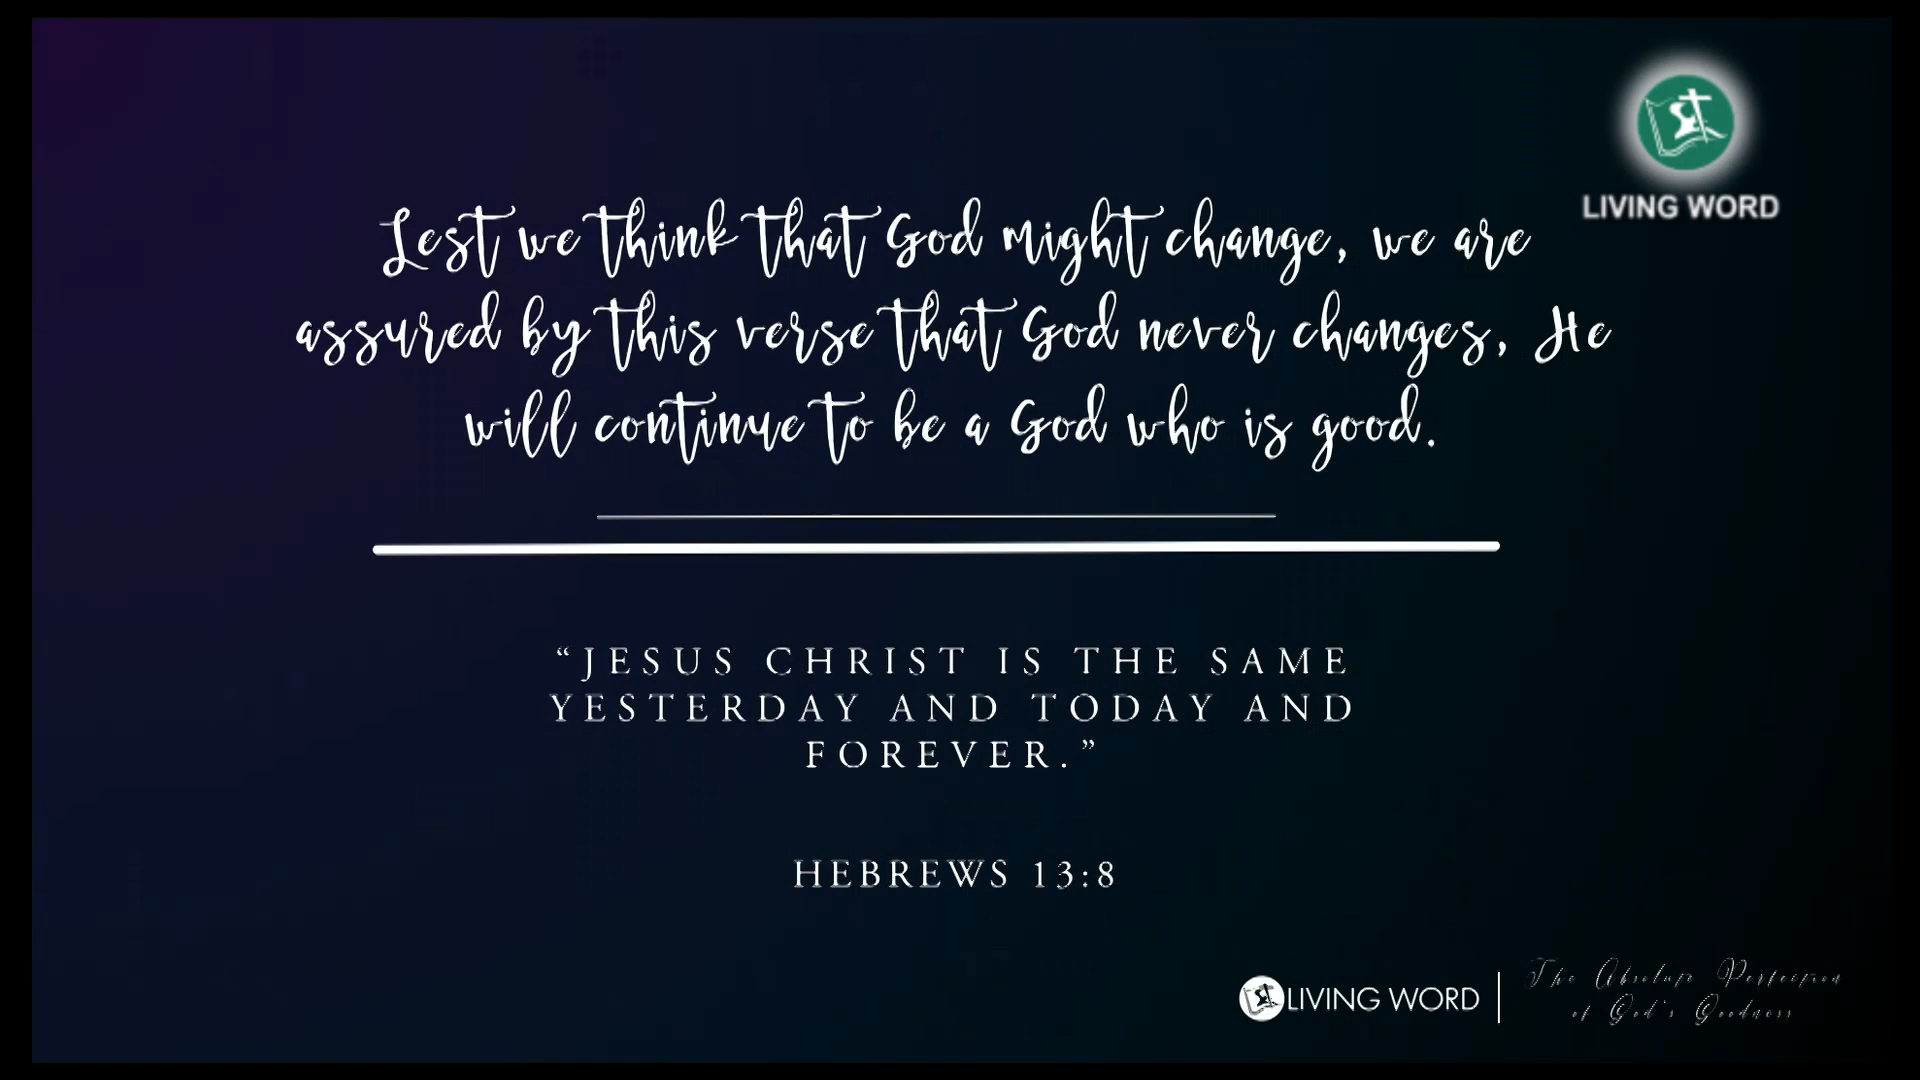 LIVING WORD
Lest we think that God might change, we are
assured by this verse that God never changes, He
will continue to be a God who is good.
“JESUS CHRIST IS THE SAME
YESTERDAY AND TODAY AND
FOREVER.”
HEBREWS 13:8
LIVING WORD
The Absolute Perfection
of God's Goodness